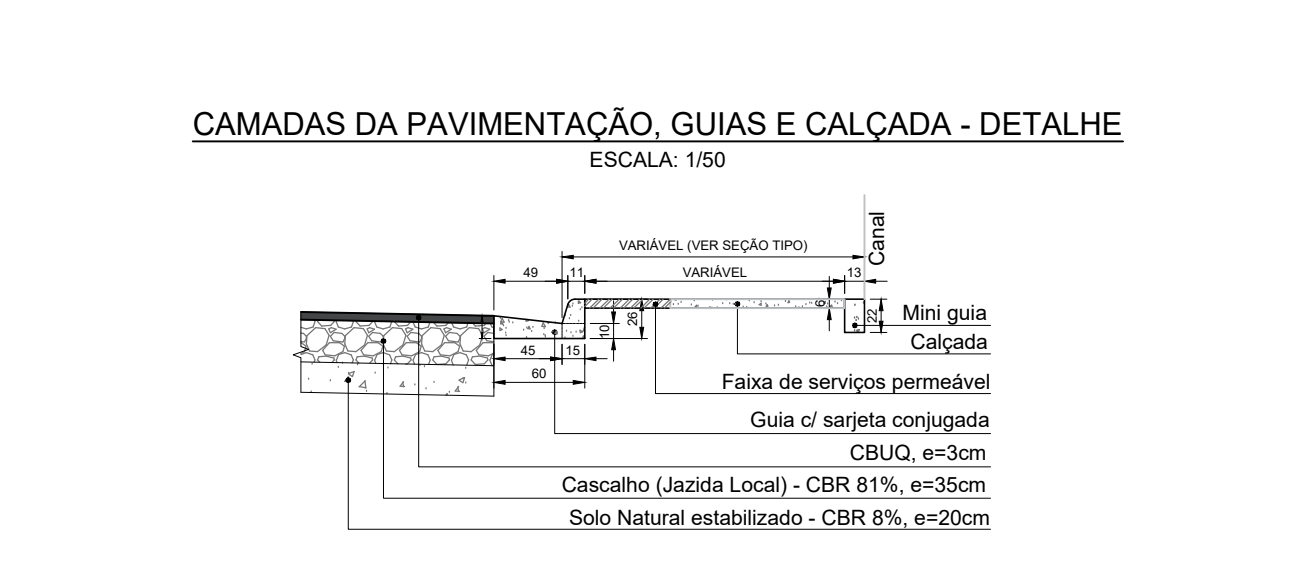 CAMADAS DA PAVIMENTAÇÃO, GUIAS E CALÇADA - DETALHE
ESCALA: 1/50
Canal
VARIÁVEL (VER SEÇÃO TIPO)
49
11
VARIÁVEL
13
6
22
10
26
Mini guia
Calçada
45
15
60
Faixa de serviços permeável
Guia c/ sarjeta conjugada
CBUQ, e=3cm
Cascalho (Jazida Local) - CBR 81%, e=35cm
Solo Natural estabilizado - CBR 8%, e=20cm